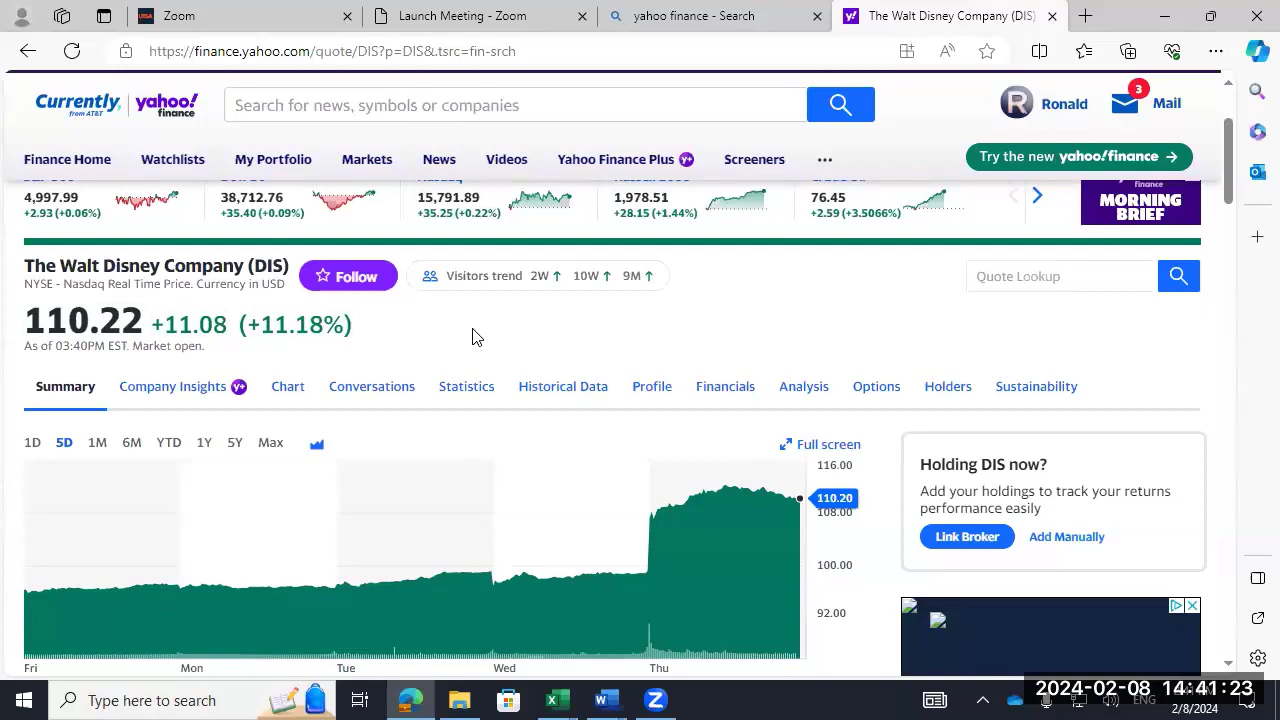 Zoom
Launch Meeting - Zoom
yahoo finance - Search
The Walt Disney Company (DIS)
https://finance.yahoo.com/quote/DIS?p=DIS&.tsrc=fin-srch
Currently, from AT&T yahoo! finance
Search for news, symbols or companies
Ronald
3
Mail
Finance Home Watchlists My Portfolio Markets News Videos Yahoo Finance Plus Y+ Screeners ...
Try the new yahoo!finance →
4,997.99
+2.93 (+0.06%)
38,712.76
+35.40 (+0.09%)
15,791.89
+35.25 (+0.22%)
1,978.51
+28.15 (+1.44%)
76.45
+2.59 (+3.5066%)
finance
MORNING
BRIEF
The Walt Disney Company (DIS)
Follow
Visitors trend 2W ↑ 10W ↑ 9M ↑
Quote Lookup
NYSE - Nasdaq Real Time Price. Currency in USD
110.22 +11.08 (+11.18%)
As of 03:40PM EST. Market open.
Summary Company Insights Y+ Chart Conversations Statistics Historical Data Profile Financials Analysis Options Holders Sustainability
1D 5D 1M 6M YTD 1Y 5Y Max
Full screen
116.00
110.20
108.00
100.00
92.00
Fri Mon Tue Wed Thu
Holding DIS now?
Add your holdings to track your returns
performance easily
Link Broker Add Manually
Type here to search
ENG
2024-02-08 14:41:23
2/8/2024